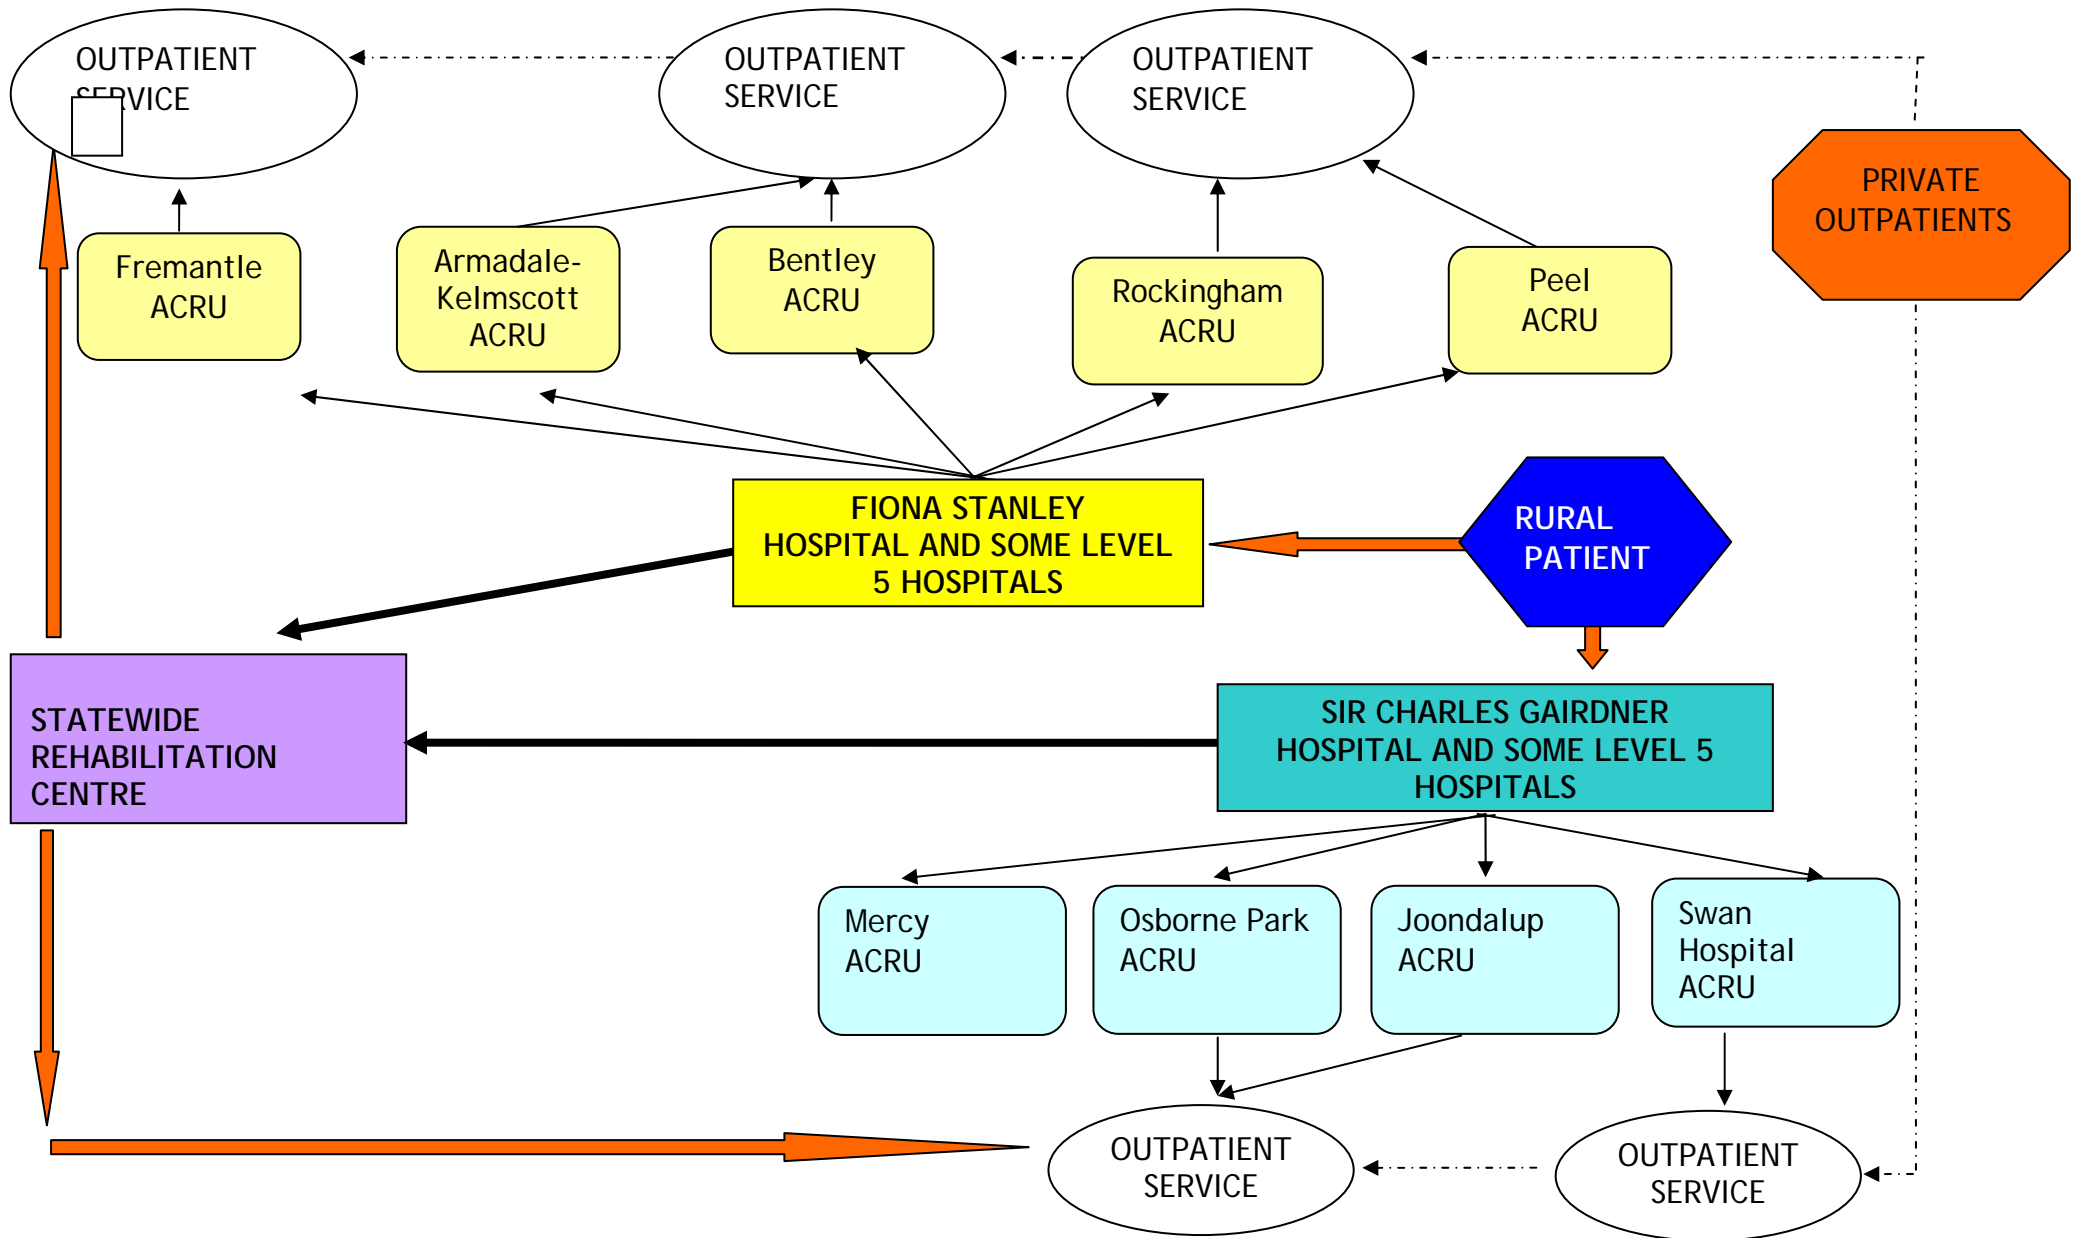 OUTPATIENT
SERVICE
OUTPATIENT
SERVICE
OUTPATIENT
SERVICE
PRIVATE
OUTPATIENTS
Fremantle
ACRU
Armadale-
Kelmscott
ACRU
Bentley
ACRU
Rockingham
ACRU
Peel
ACRU
FIONA STANLEY
HOSPITAL AND SOME LEVEL
5 HOSPITALS
RURAL
PATIENT
STATEWIDE
REHABILITATION
CENTRE
SIR CHARLES GAIRDNER
HOSPITAL AND SOME LEVEL 5
HOSPITALS
Mercy
ACRU
Osborne Park
ACRU
Joondalup
ACRU
Swan
Hospital
ACRU
OUTPATIENT
SERVICE
OUTPATIENT
SERVICE